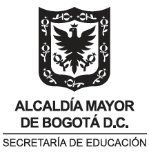 ALCALDÍA MAYOR
DE BOGOTÁ D.C.
SECRETARÍA DE EDUCACIÓN